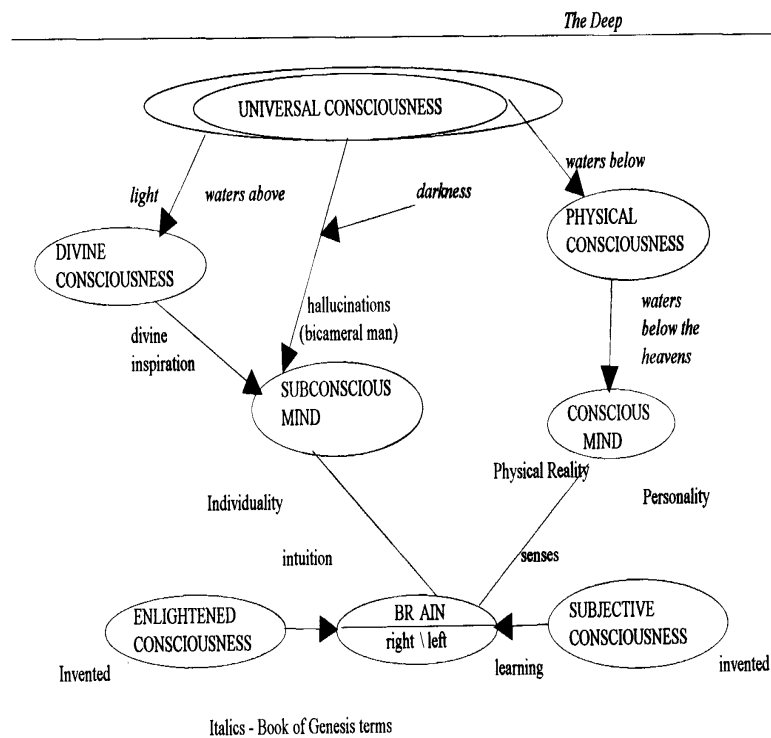 The Deep
UNIVERSAL CONSCIOUSNESS
waters below
light
waters above
darkness
PHYSICAL
CONSCIOUSNESS
DIVINE
CONSCIOUSNESS
hallucinations
(bicameral man)
waters
below the
heavens
divine
inspiration
SUBCONSCIOUS
MIND
CONSCIOUS
MIND
Physical Reality
Individuality
Personality
intuition
senses
ENLIGHTENED
CONSCIOUSNESS
BR AIN
right \ left
SUBJECTIVE
CONSCIOUSNESS
Invented
learning
invented
Italics - Book of Genesis terms